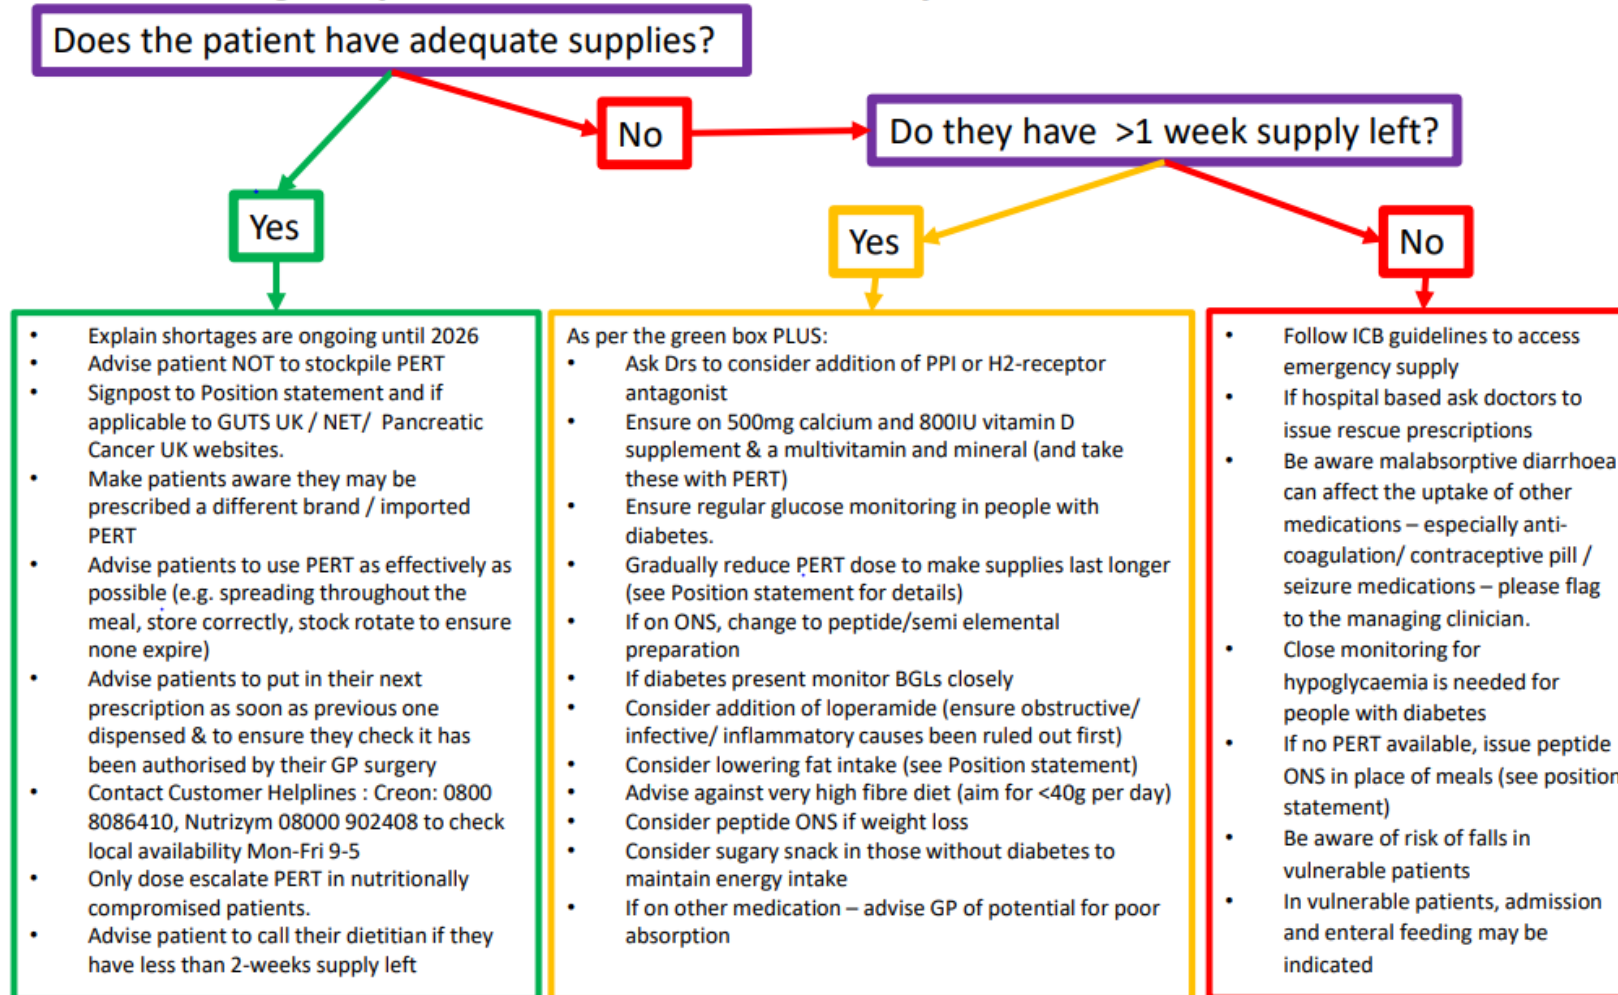 Does the patient have adequate supplies?
No
Do they have >1 week supply left?
Yes
Yes
No
• Explain shortages are ongoing until 2026
• Advise patient NOT to stockpile PERT
• Signpost to Position statement and if
applicable to GUTS UK / NET/ Pancreatic
Cancer UK websites.
• Make patients aware they may be
prescribed a different brand / imported
PERT
• Advise patients to use PERT as effectively as
possible (e.g. spreading throughout the
meal, store correctly, stock rotate to ensure
none expire)
• Advise patients to put in their next
prescription as soon as previous one
dispensed & to ensure they check it has
been authorised by their GP surgery
• Contact Customer Helplines : Creon: 0800
8086410, Nutrizym 08000 902408 to check
local availability Mon-Fri 9-5
• Only dose escalate PERT in nutritionally
compromised patients.
• Advise patient to call their dietitian if they
have less than 2-weeks supply left
As per the green box PLUS:
• Ask Drs to consider addition of PPI or H2-receptor
antagonist
• Ensure on 500mg calcium and 800IU vitamin D
supplement & a multivitamin and mineral (and take
these with PERT)
• Ensure regular glucose monitoring in people with
diabetes.
• Gradually reduce PERT dose to make supplies last longer
(see Position statement for details)
• If on ONS, change to peptide/semi elemental
preparation
• If diabetes present monitor BGLs closely
• Consider addition of loperamide (ensure obstructive/
infective/ inflammatory causes been ruled out first)
• Consider lowering fat intake (see Position statement)
• Advise against very high fibre diet (aim for <40g per day)
• Consider peptide ONS if weight loss
• Consider sugary snack in those without diabetes to
maintain energy intake
• If on other medication – advise GP of potential for poor
absorption
• Follow ICB guidelines to access
emergency supply
• If hospital based ask doctors to
issue rescue prescriptions
• Be aware malabsorptive diarrhoea
can affect the uptake of other
medications – especially anti-
coagulation/ contraceptive pill /
seizure medications – please flag
to the managing clinician.
• Close monitoring for
hypoglycaemia is needed for
people with diabetes
• If no PERT available, issue peptide
ONS in place of meals (see position
statement)
• Be aware of risk of falls in
vulnerable patients
• In vulnerable patients, admission
and enteral feeding may be
indicated